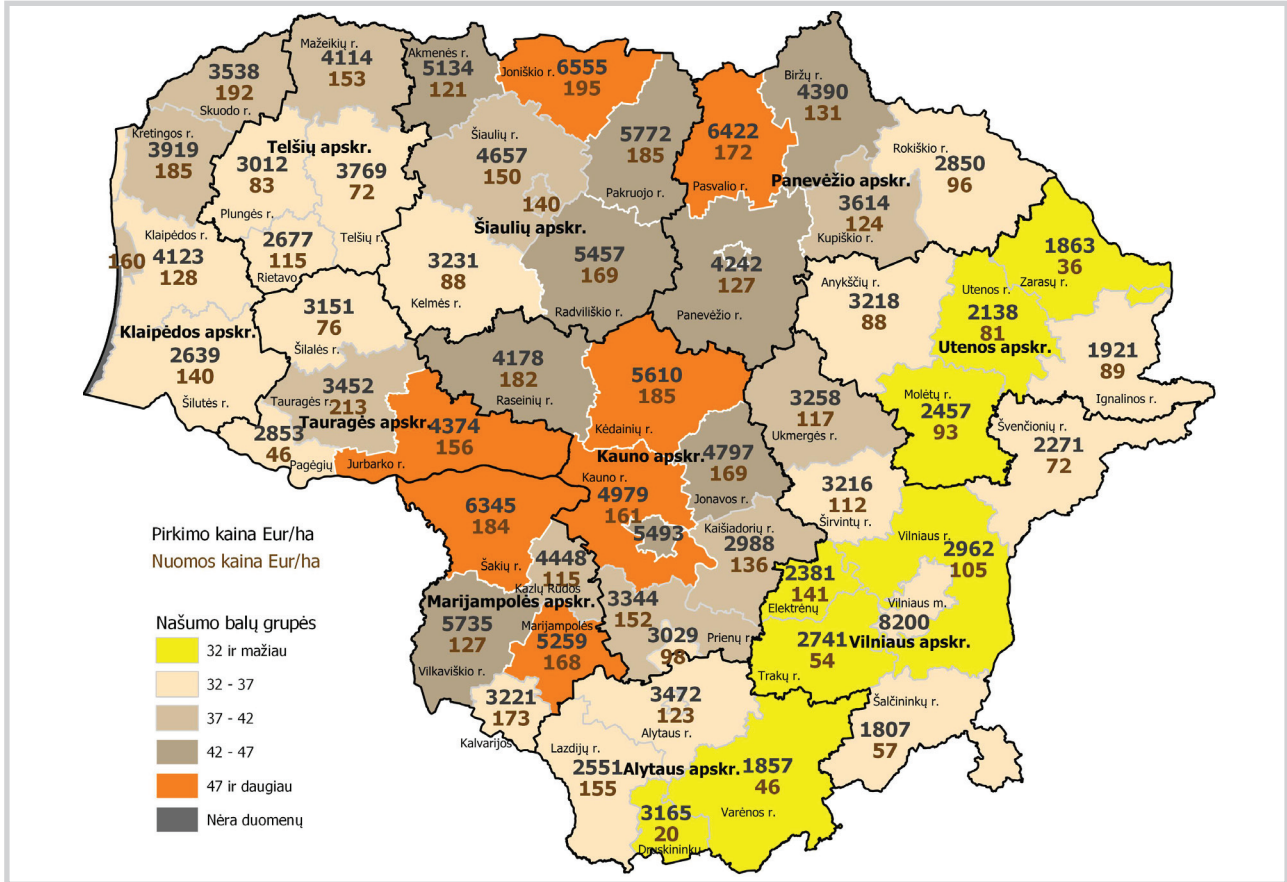 Mažeikių r.
4114
153
Akmenės r.
5134
121
Joniškio r.
6555
195
3538
192
Skuodo r.
Biržų r.
4390
131
Kretingos r.
3919
185
Telšių apskr.
3012
83
Plungės r.
3769
72
Telšių r.
Šiaulių r.
4657
150
140
Šiaulių apskr.
5772
185
Pakruojo r.
6422
172
Pasvalio r.
Panevėžio apskr.
3614
124
Kupiškio r.
Rokiškio r.
2850
96
Klaipėdos r.
160
4123
128
2677
115
Rietavo
3231
88
Kelmės r.
5457
169
Radviliškio r.
4242
127
Panevėžio r.
Anykščių r.
3218
88
1863
36
Zarasų r.
Utenos r.
2138
81
Utenos apskr.
1921
89
Ignalinos r.
Klaipėdos apskr.
2639
140
Šilutės r.
3151
76
Šilalės r.
3452
Tauragės r.
213
Tauragės apskr.
4178
182
Raseinių r.
5610
185
Kėdainių r.
3258
117
Ukmergės r.
Molėtų r.
2457
93
Švenčionių r.
2271
72
2853
46
Pagėgių
4374
156
Jurbarko r.
Kauno apskr.
Kauno r.
4979
161
5493
4797
169
Jonavos r.
3216
112
Širvintų r.
Kaišiadorių r.
2988
136
Vilniaus r.
2962
105
6345
184
Šakių r.
4448
115
Kazlų Rūdos
Marijampolės apskr.
5735
127
Vilkaviškio r.
Marijampolės
5259
168
3344
152
3029
98
Prienų r.
2381
141
Elektrėnų
Vilniaus m.
8200
Vilniaus apskr.
2741
54
Trakų r.
3221
173
Kalvarijos
3472
123
Alytaus r.
Šalčininkų r.
1807
57
Lazdijų r.
2551
155
Alytaus apskr.
1857
46
Varėnos r.
3165
20
Druskininkų
Pirkimo kaina Eur/ha
Nuomos kaina Eur/ha
Našumo balų grupės
32 ir mažiau
32 - 37
37 - 42
42 - 47
47 ir daugiau
Nėra duomenų